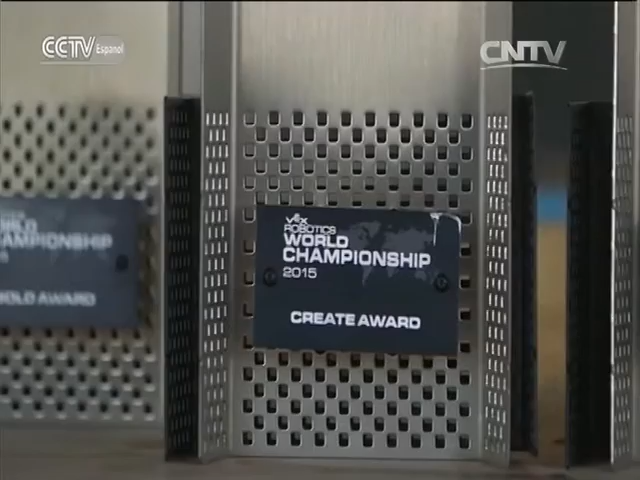 CCTV Español
CNTV
VEX
ROBOTICS
WORLD
CHAMPIONSHIP
2015
CREATE AWARD
CHAMPIONSHIP
AWARD